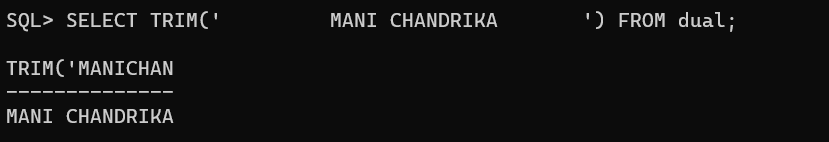 SQL> SELECT TRIM('         MANI CHANDRIKA       ') FROM dual;
TRIM('MANICHAN
--------------
MANI CHANDRIKA